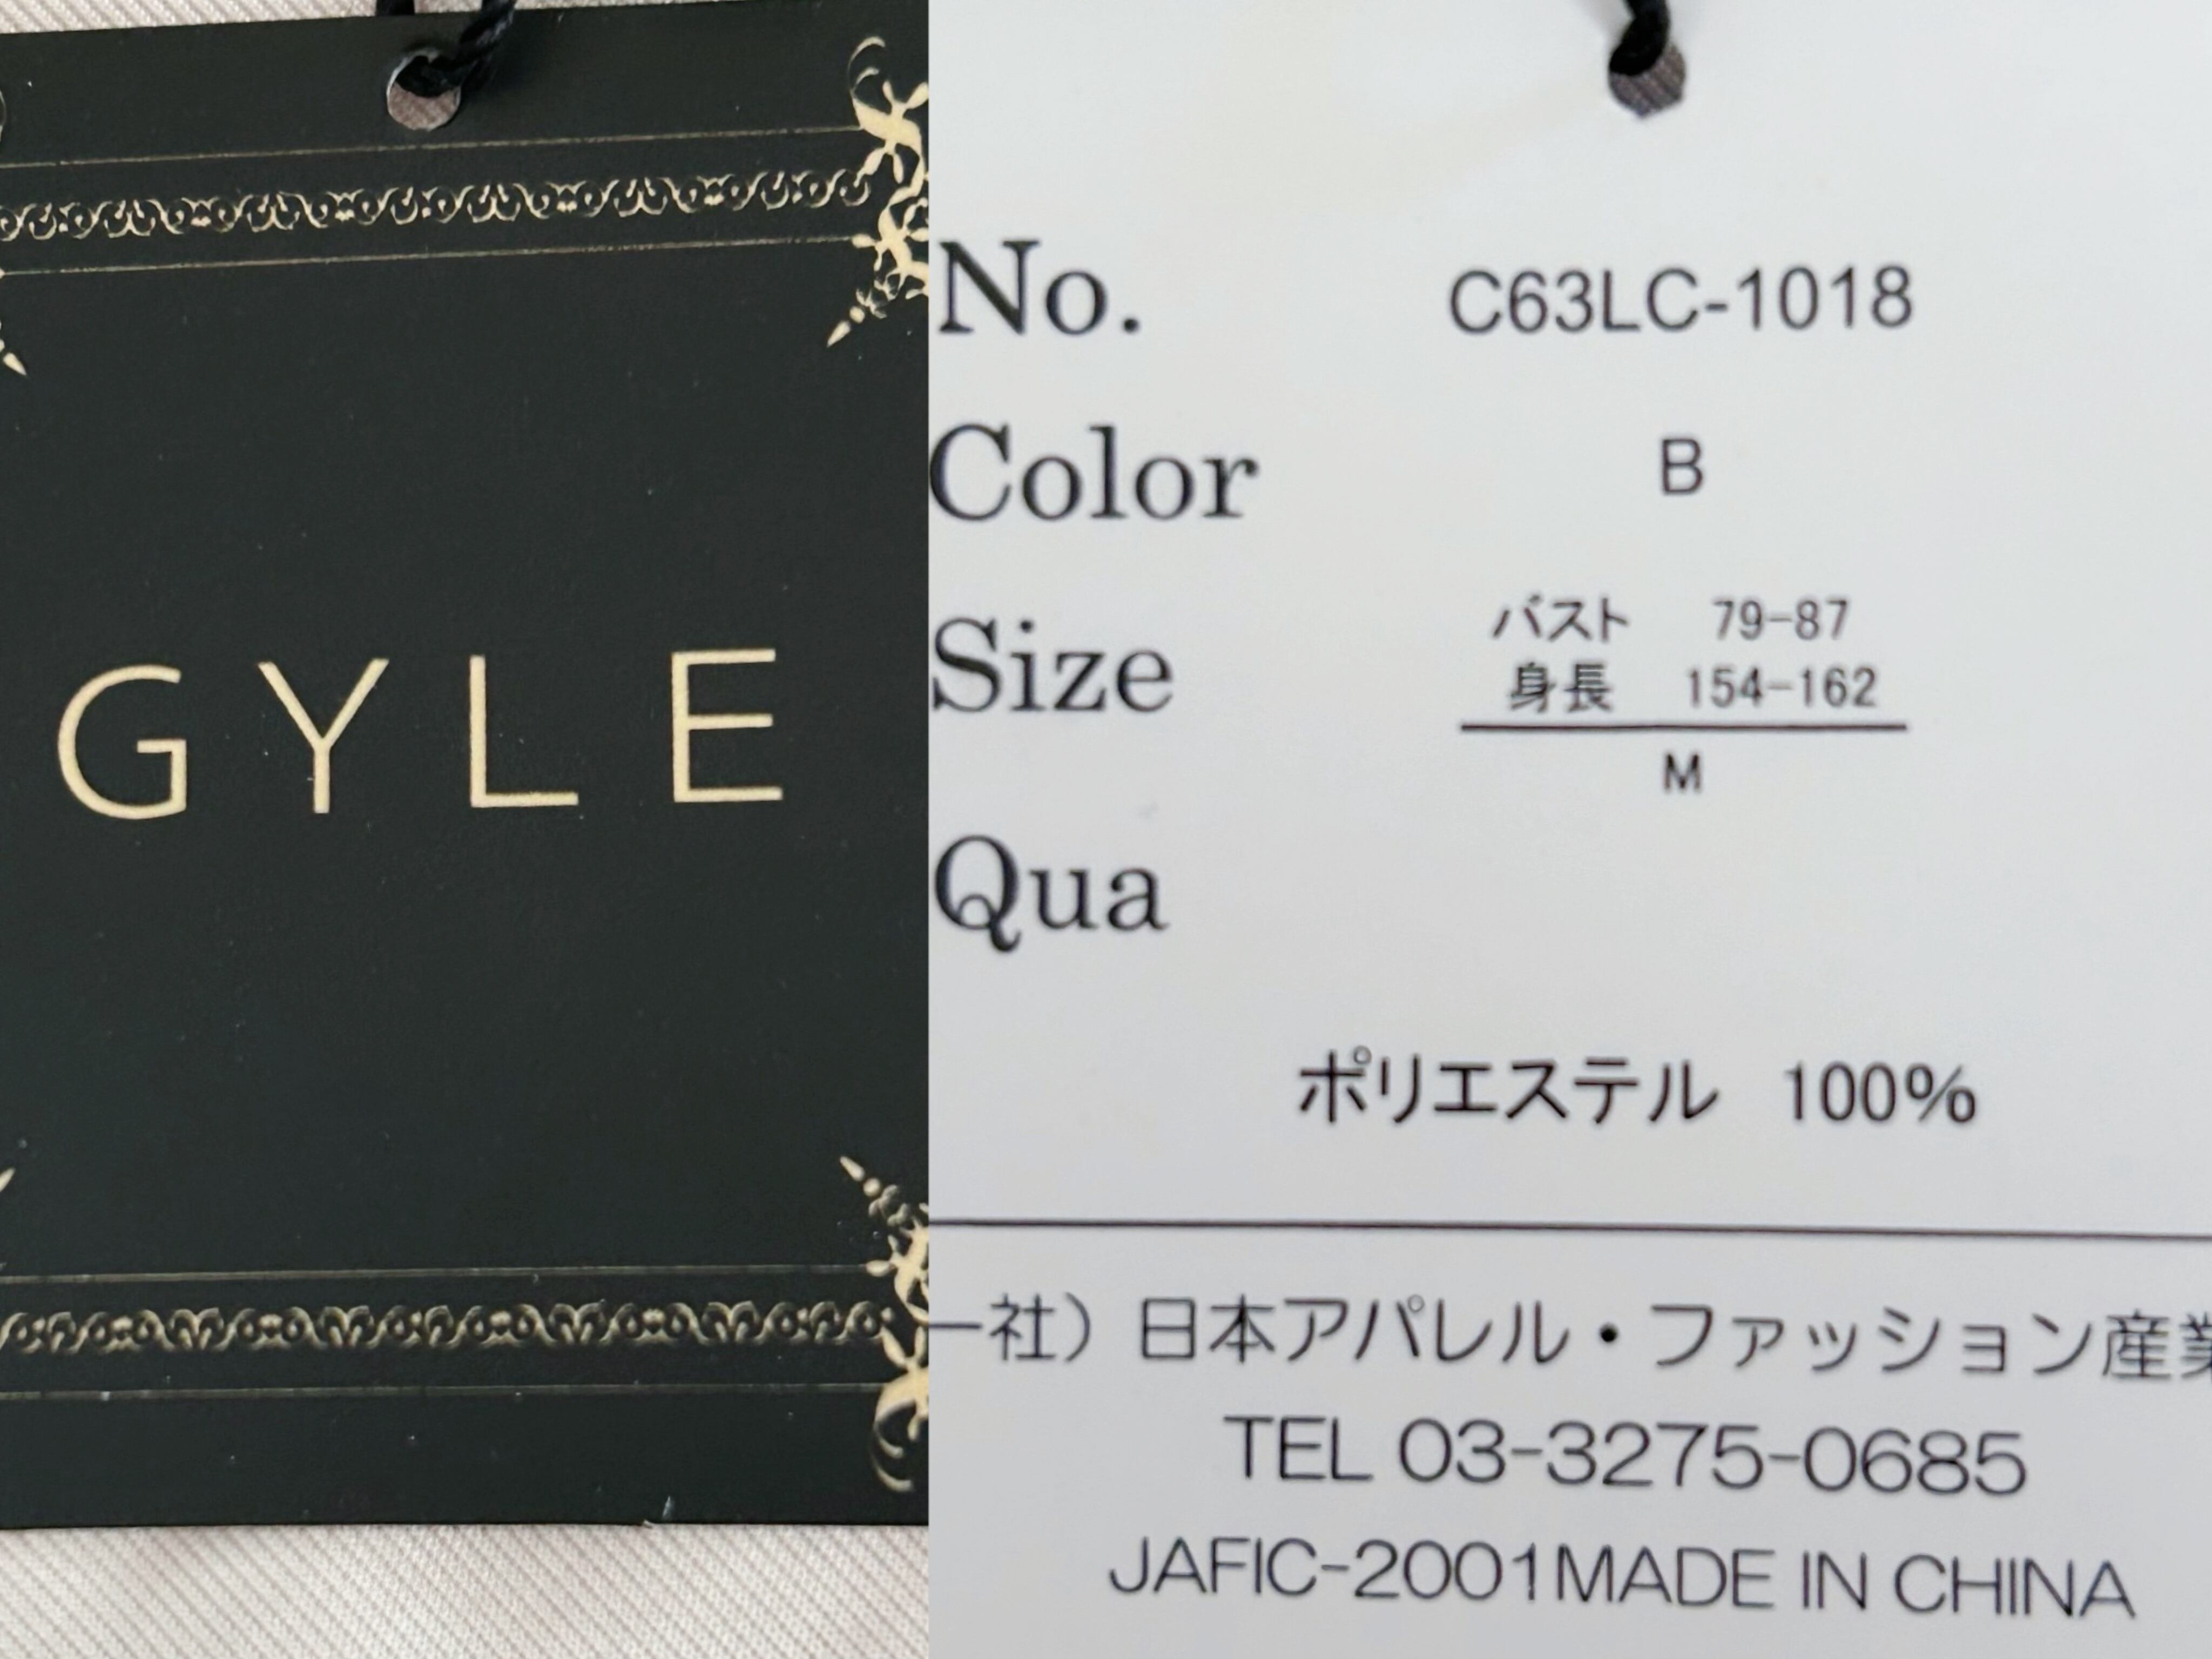 GYLE
No. C63LC-1018
Color B
Size バスト 79-87
身長 154-162
M
Qua
ポリエステル 100%
一社）日本アパレル・ファッション産業
TEL 03-3275-0685
JAFIC-2001MADE IN CHINA